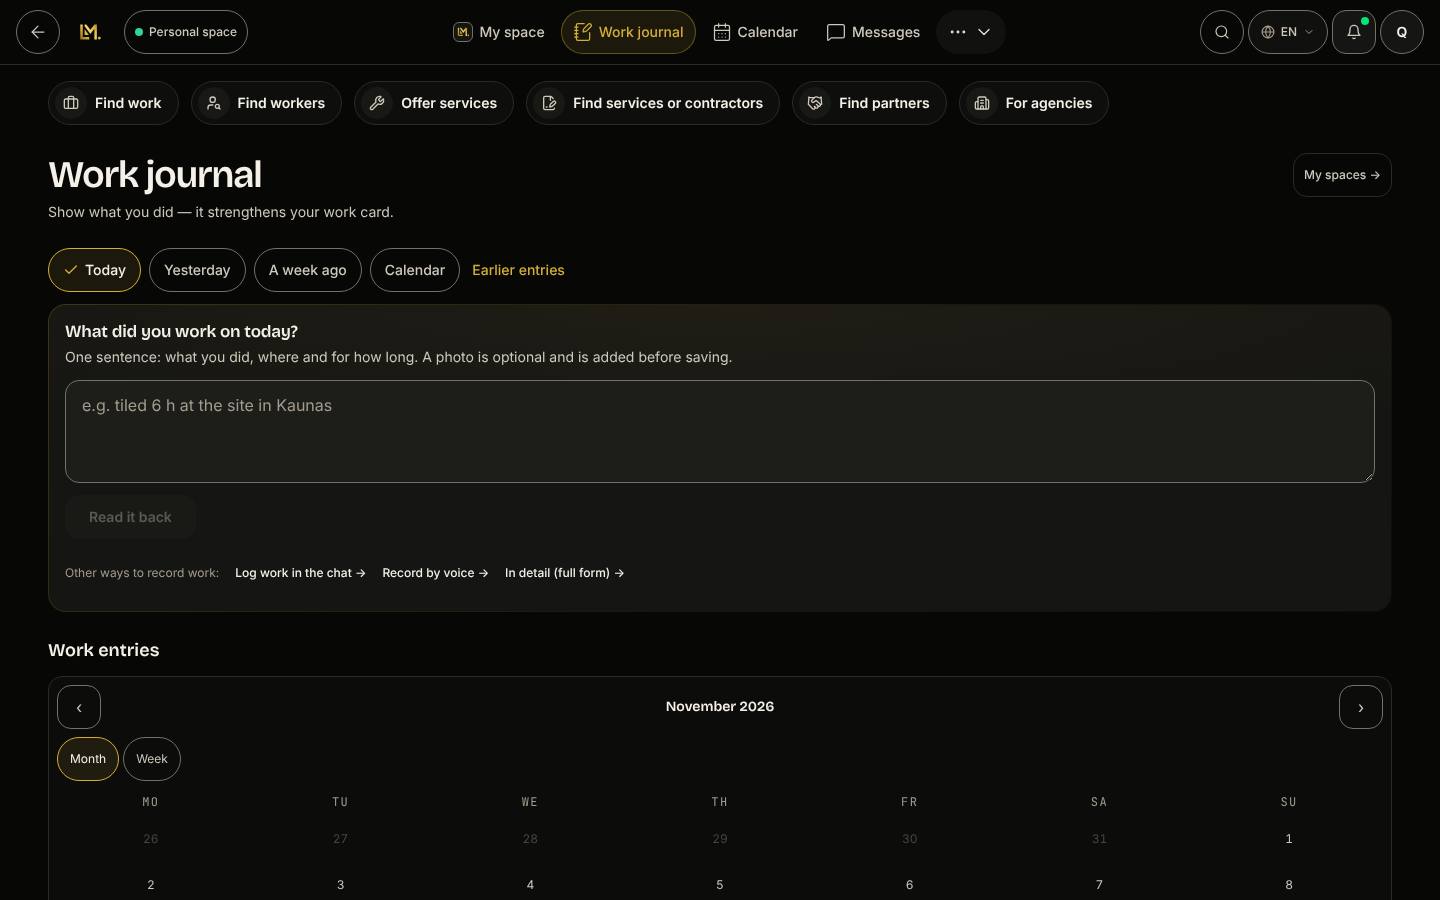 LM. Personal space LM. My space Work journal Calendar Messages ... EN Q
Find work Find workers Offer services Find services or contractors Find partners For agencies
Work journal
My spaces →
Show what you did — it strengthens your work card.
Today Yesterday A week ago Calendar Earlier entries
What did you work on today?
One sentence: what you did, where and for how long. A photo is optional and is added before saving.
e.g. tiled 6 h at the site in Kaunas
Read it back
Other ways to record work: Log work in the chat → Record by voice → In detail (full form) →
Work entries
‹ November 2026 ›
Month Week
MO TU WE TH FR SA SU
26 27 28 29 30 31 1
2 3 4 5 6 7 8